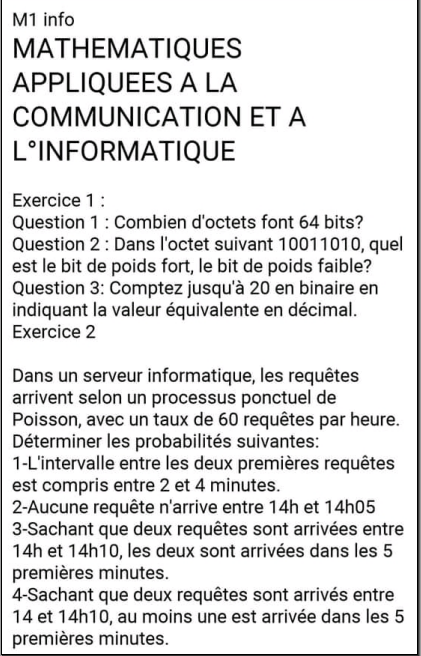 M1 info
MATHEMATIQUES
APPLIQUEES A LA
COMMUNICATION ET A
L°INFORMATIQUE
Exercice 1 :
Question 1 : Combien d'octets font 64 bits?
Question 2 : Dans l'octet suivant 10011010, quel
est le bit de poids fort, le bit de poids faible?
Question 3: Comptez jusqu'à 20 en binaire en
indiquant la valeur équivalente en décimal.
Exercice 2
Dans un serveur informatique, les requêtes
arrivent selon un processus ponctuel de
Poisson, avec un taux de 60 requêtes par heure.
Déterminer les probabilités suivantes:
1-L'intervalle entre les deux premières requêtes
est compris entre 2 et 4 minutes.
2-Aucune requête n'arrive entre 14h et 14h05
3-Sachant que deux requêtes sont arrivées entre
14h et 14h10, les deux sont arrivées dans les 5
premières minutes.
4-Sachant que deux requêtes sont arrivés entre
14 et 14h10, au moins une est arrivée dans les 5
premières minutes.